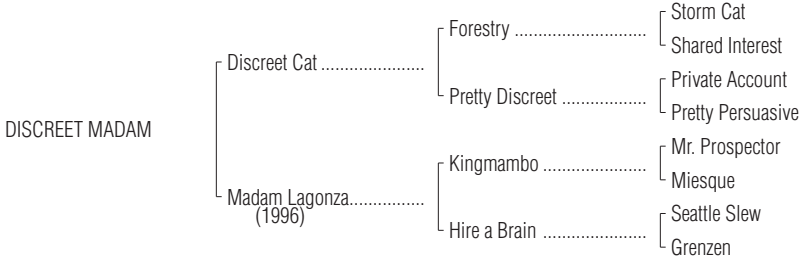 Storm Cat
Forestry ............................
Shared Interest
Discreet Cat ......................
Private Account
Pretty Discreet ..................
Pretty Persuasive
DISCREET MADAM
Mr. Prospector
Kingmambo ......................
Miesque
Madam Lagonza................
(1996)
Seattle Slew
Hire a Brain ......................
Grenzen